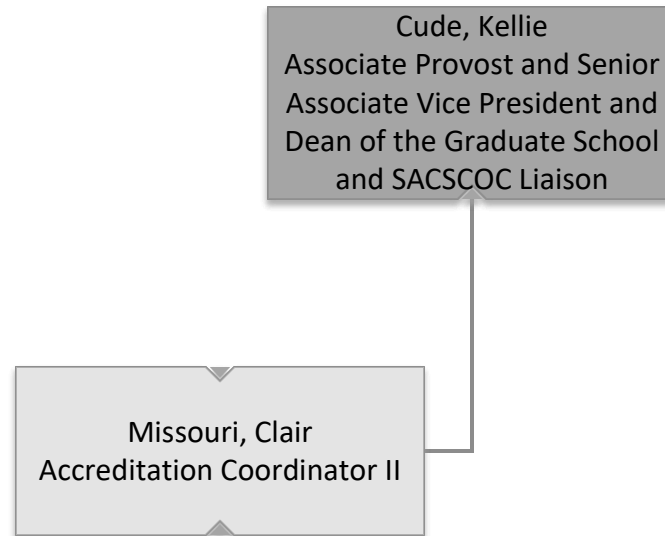 Cude, Kellie
Associate Provost and Senior
Associate Vice President and
Dean of the Graduate School
and SACSCOC Liaison
Missouri, Clair
Accreditation Coordinator II